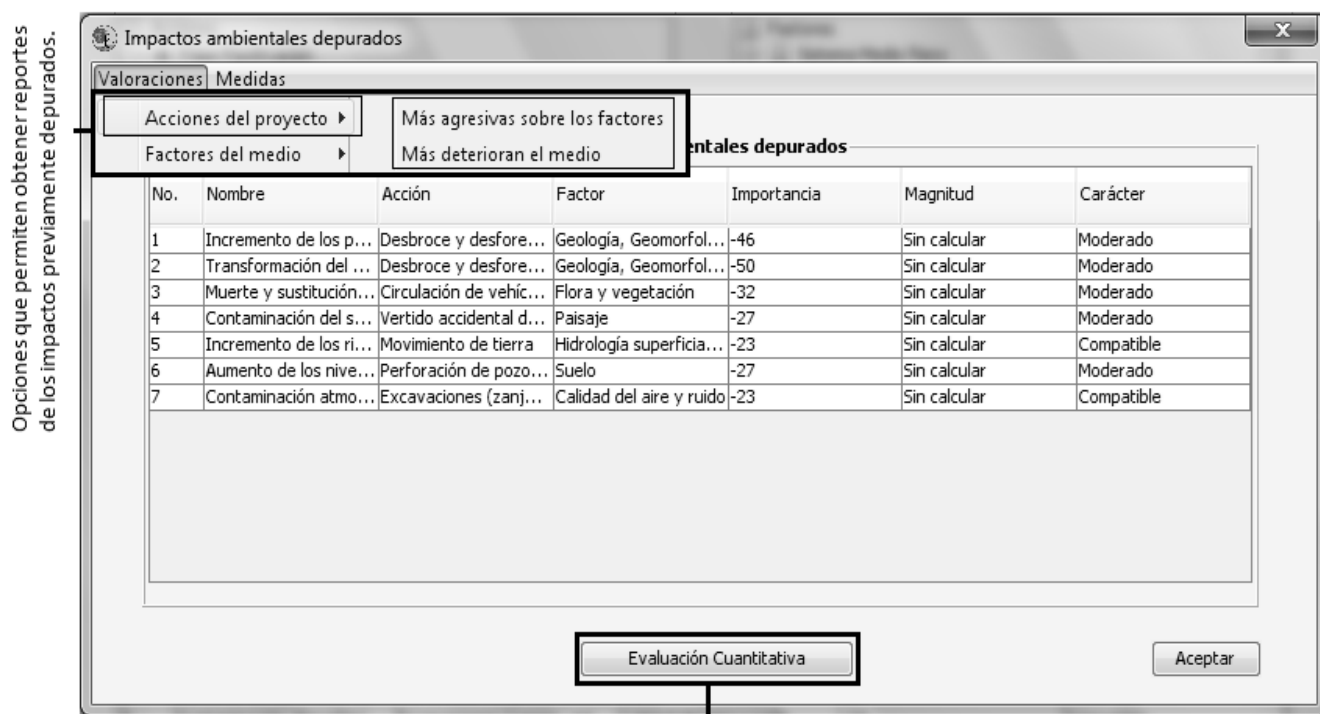 Opciones que permiten obtener reportes
de los impactos previamente depurados.
Impactos ambientales depurados
x
Valoraciones Medidas
Acciones del proyecto Más agresivas sobre los factores
Factores del medio Más deterioran el medio
entales depurados
No. Nombre Acción Factor Importancia Magnitud Carácter
1 Incremento de los p... Desbroce y desfore... Geología, Geomorfol... -46 Sin calcular Moderado
2 Transformación del ... Desbroce y desfore... Geología, Geomorfol... -50 Sin calcular Moderado
3 Muerte y sustitución... Circulación de vehíc... Flora y vegetación -32 Sin calcular Moderado
4 Contaminación del s... Vertido accidental d... Paisaje -27 Sin calcular Moderado
5 Incremento de los ri... Movimiento de tierra Hidrología superficia... -23 Sin calcular Compatible
6 Aumento de los nive... Perforación de pozo... Suelo -27 Sin calcular Moderado
7 Contaminación atmo... Excavaciones (zanj... Calidad del aire y ruido -23 Sin calcular Compatible
Evaluación Cuantitativa Aceptar